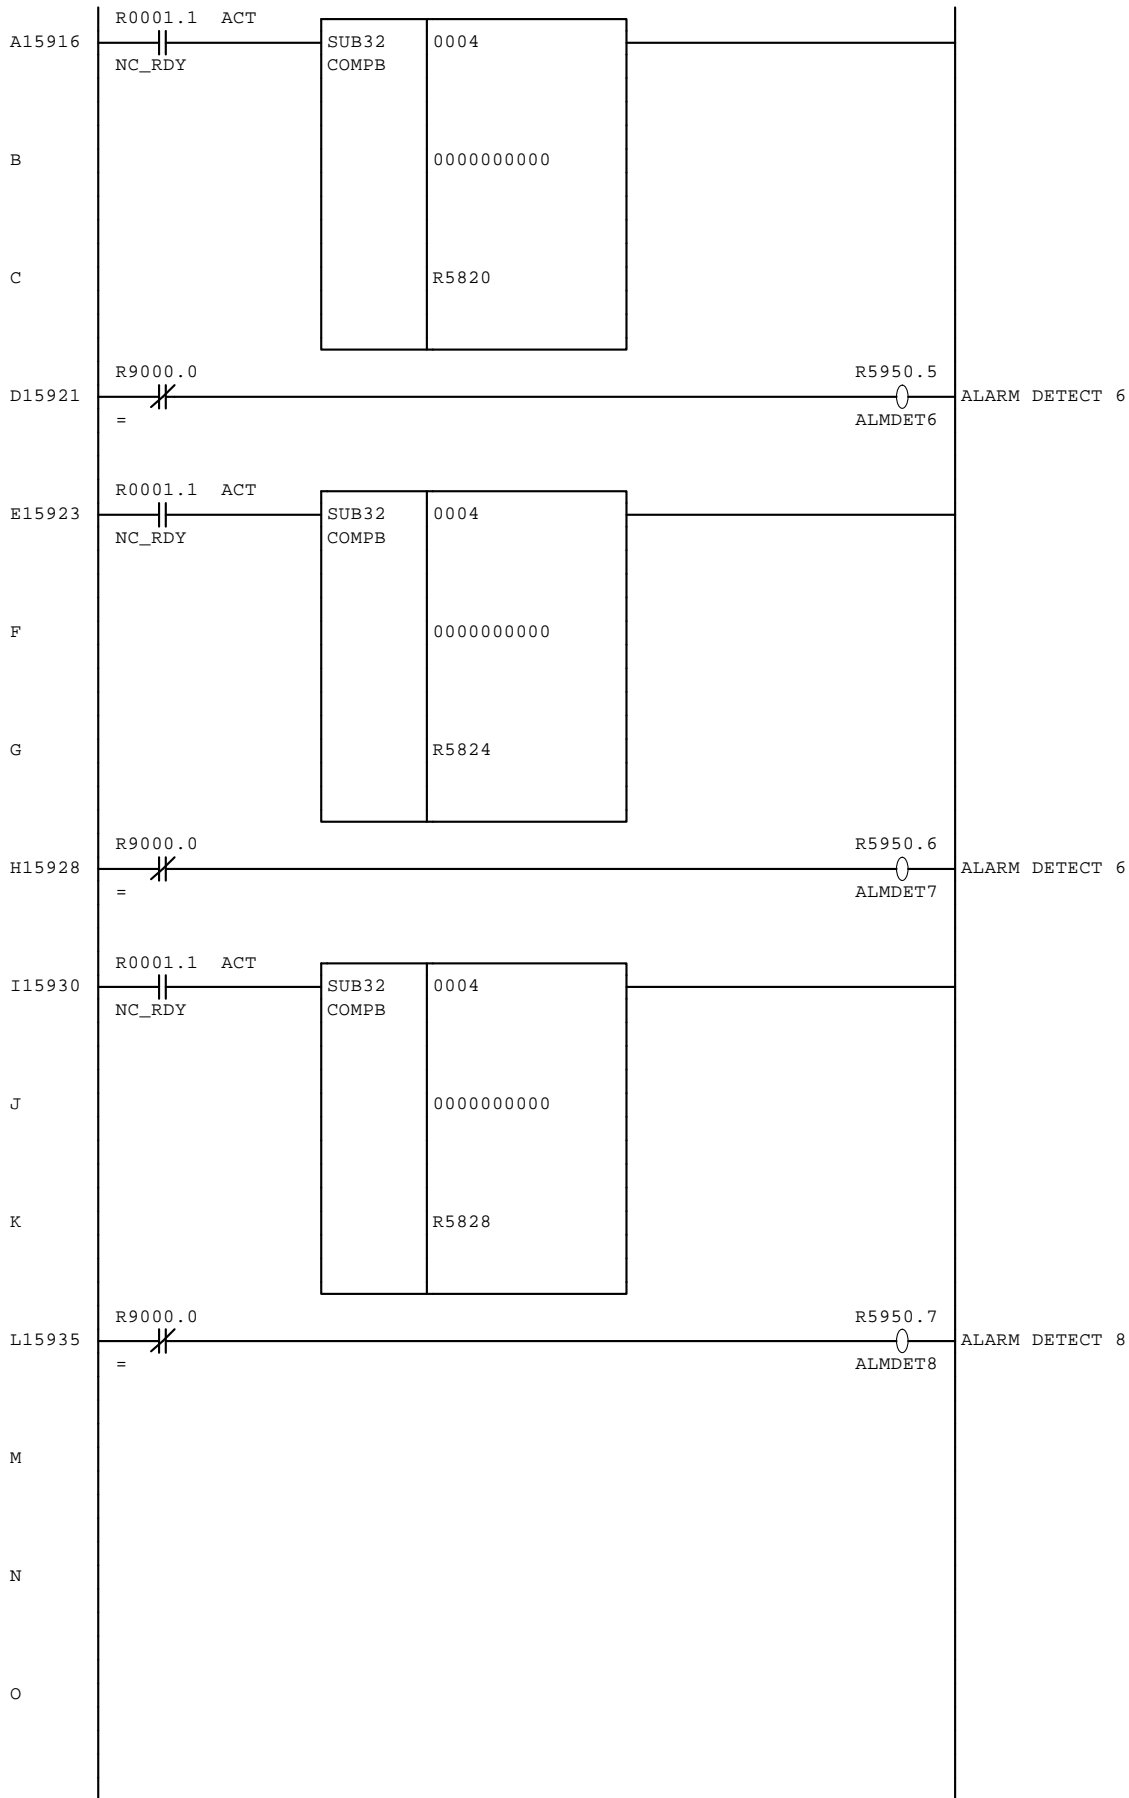 R0001.1 ACT
A15916 SUB32 0004
NC_RDY COMPB
B 0000000000
C R5820
R9000.0 R5950.5
D15921 ALARM DETECT 6
= ALMDET6
R0001.1 ACT
E15923 SUB32 0004
NC_RDY COMPB
F 0000000000
G R5824
R9000.0 R5950.6
H15928 ALARM DETECT 6
= ALMDET7
R0001.1 ACT
I15930 SUB32 0004
NC_RDY COMPB
J 0000000000
K R5828
R9000.0 R5950.7
L15935 ALARM DETECT 8
= ALMDET8
M
N
O